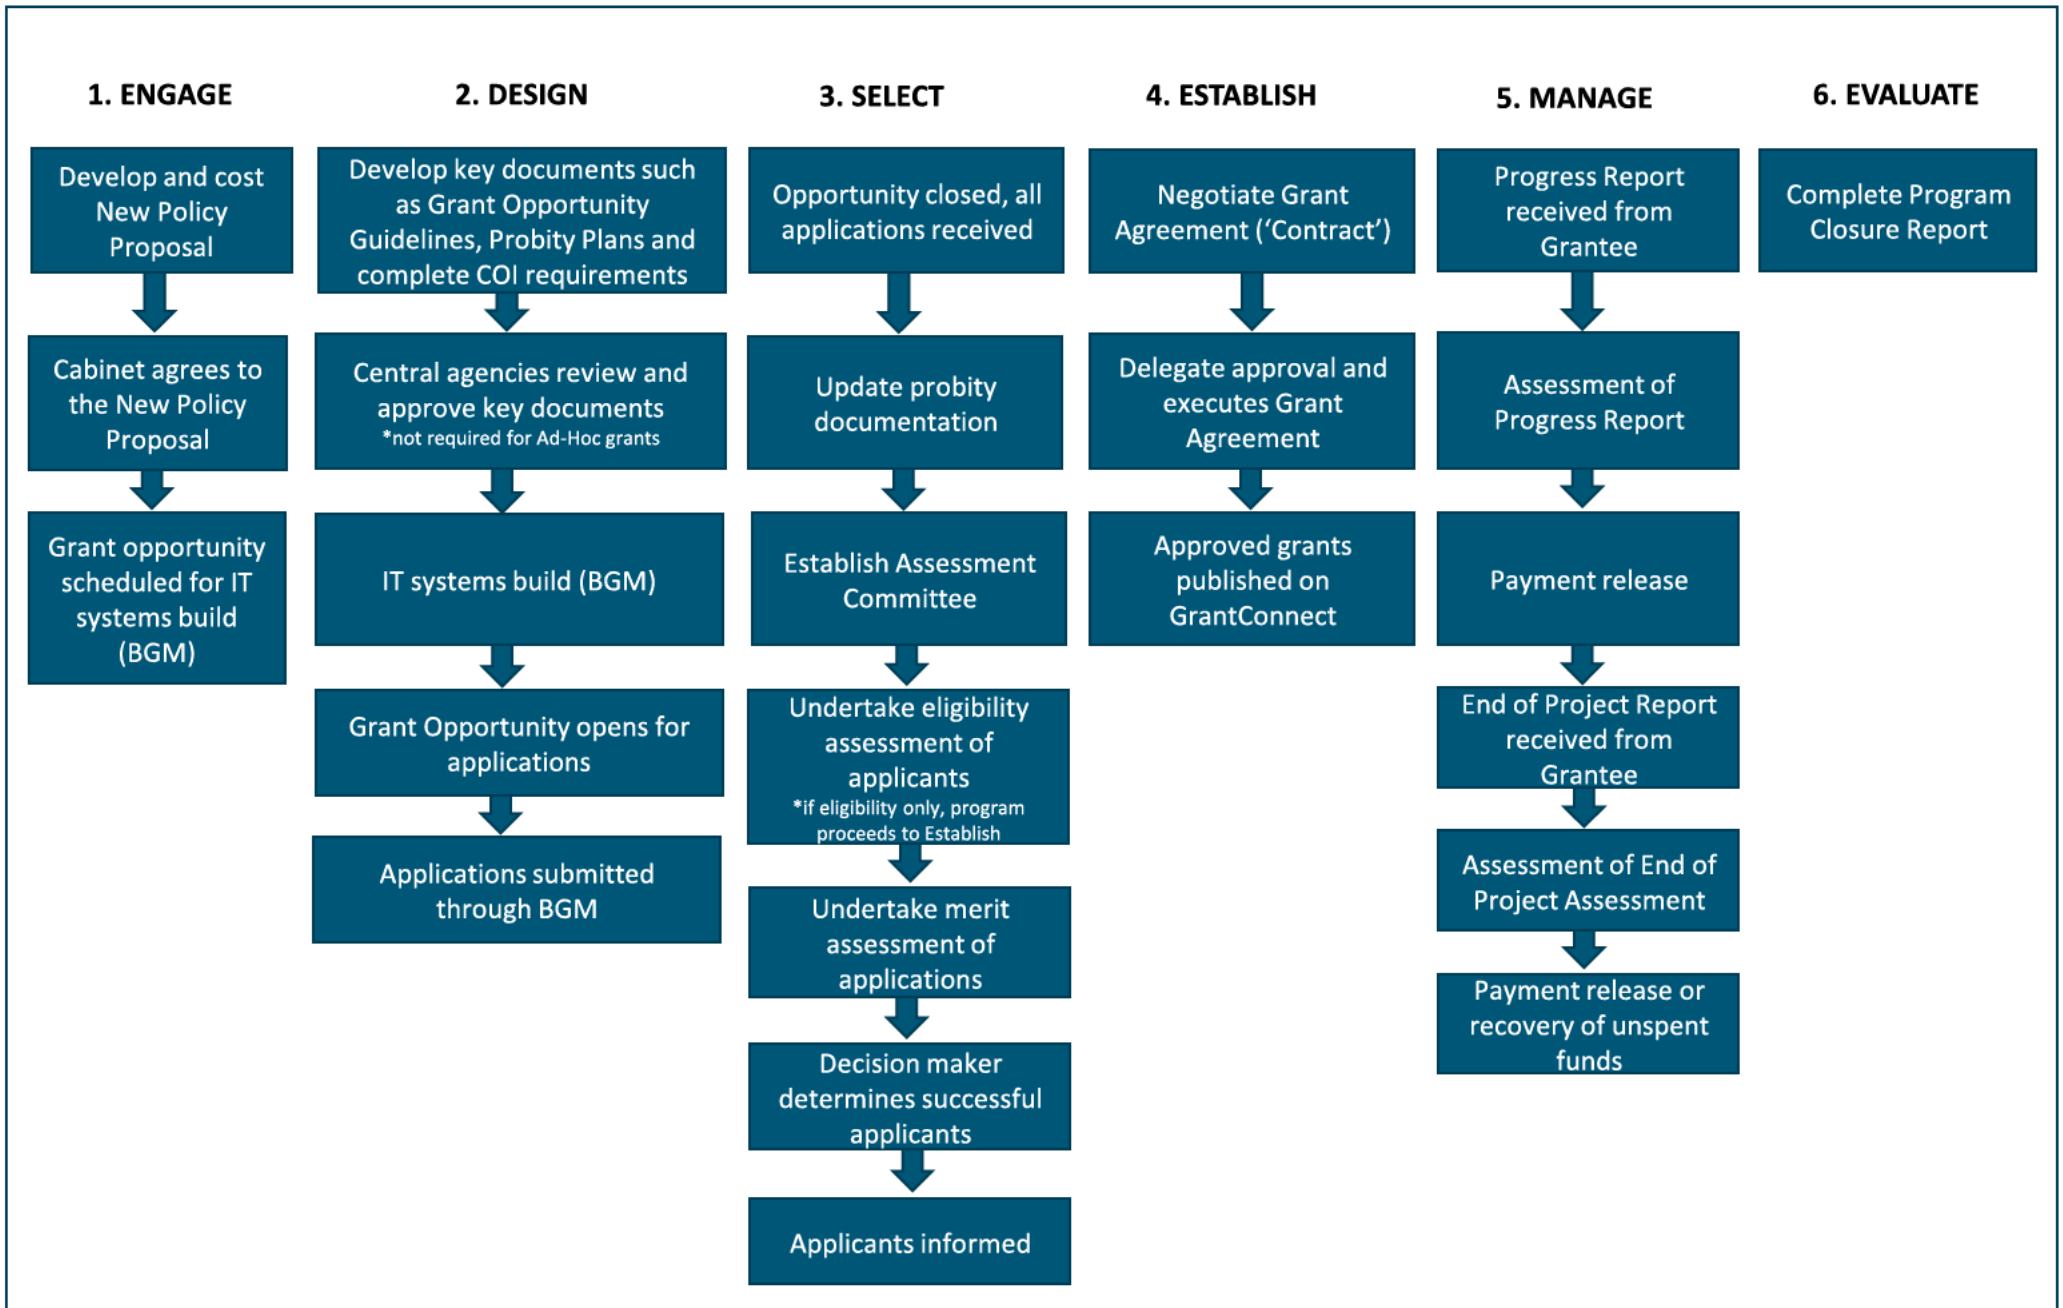 1. ENGAGE
Develop and cost
New Policy
Proposal
Cabinet agrees to
the New Policy
Proposal
Grant opportunity
scheduled for IT
systems build
(BGM)
2. DESIGN
Develop key documents such
as Grant Opportunity
Guidelines, Probity Plans and
complete COI requirements
Central agencies review and
approve key documents
*not required for Ad-Hoc grants
IT systems build (BGM)
Grant Opportunity opens for
applications
Applications submitted
through BGM
3. SELECT
Opportunity closed, all
applications received
Update probity
documentation
Establish Assessment
Committee
Undertake eligibility
assessment of
applicants
*if eligibility only, program
proceeds to Establish
Undertake merit
assessment of
applications
Decision maker
determines successful
applicants
Applicants informed
4. ESTABLISH
Negotiate Grant
Agreement (‘Contract’)
Delegate approval and
executes Grant
Agreement
Approved grants
published on
GrantConnect
5. MANAGE
Progress Report
received from
Grantee
Assessment of
Progress Report
Payment release
End of Project Report
received from
Grantee
Assessment of End of
Project Assessment
Payment release or
recovery of unspent
funds
6. EVALUATE
Complete Program
Closure Report